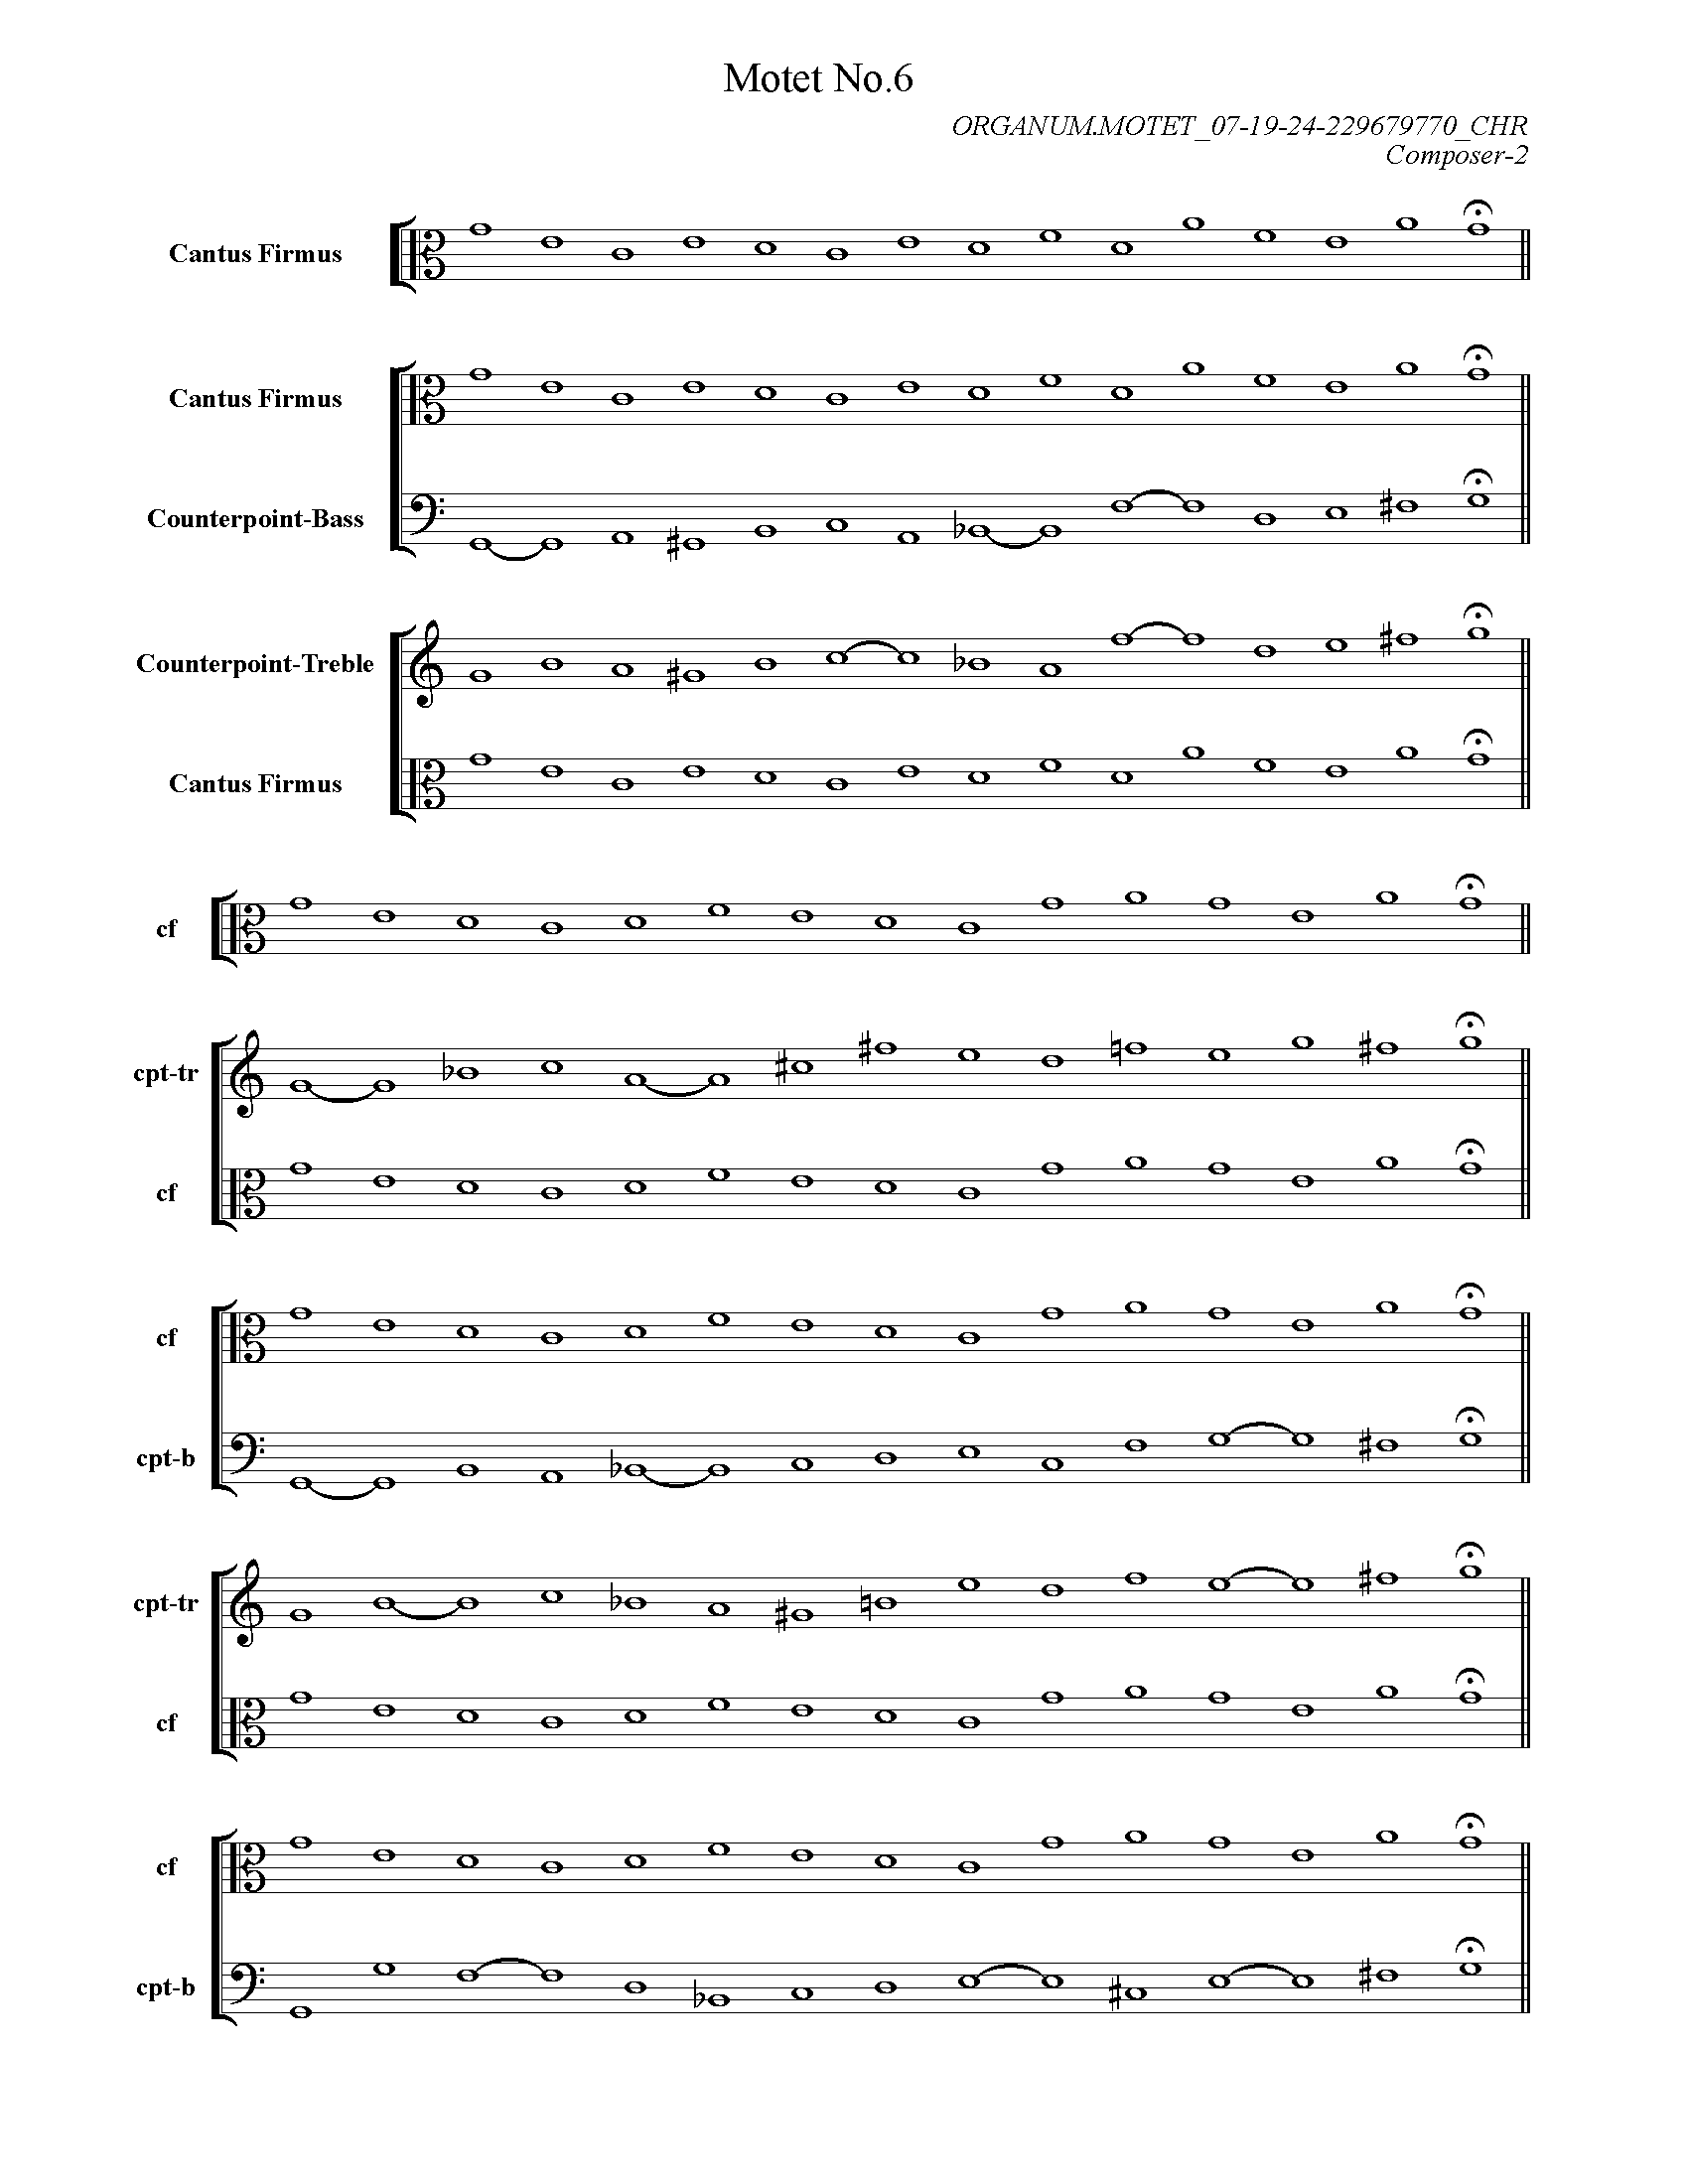 Motet No.6
ORGANUM.MOTET_07-19-24-229679770_CHR
Composer-2
Cantus Firmus
Cantus Firmus
Counterpoint-Bass
Counterpoint-Treble
Cantus Firmus
cf
cpt-tr
cf
cf
cpt-b
cpt-tr
cf
cf
cpt-b